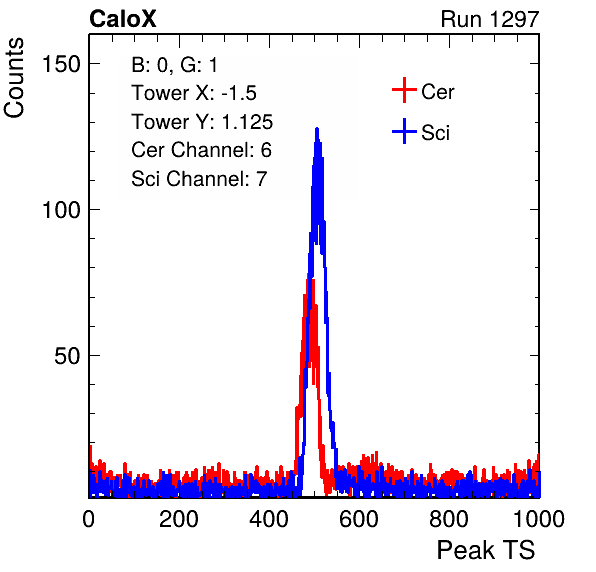 CaloX Run 1297
Counts
150
100
50
B: 0, G: 1
Tower X: -1.5
Tower Y: 1.125
Cer Channel: 6
Sci Channel: 7
Cer
Sci
0 200 400 600 800 1000
Peak TS